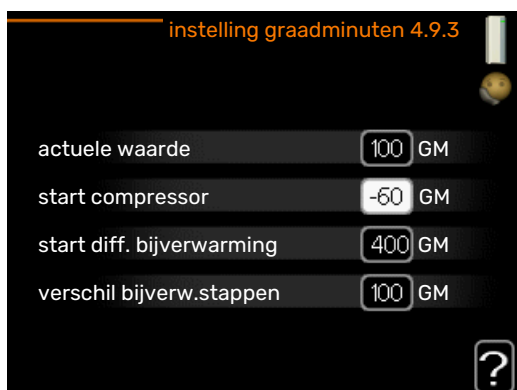 instelling graadminuten 4.9.3
actuele waarde 100 GM
start compressor -60 GM
start diff. bijverwarming 400 GM
verschil bijverw.stappen 100 GM
?